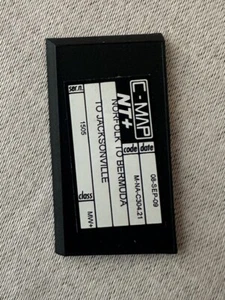 C-MAP
NT+
code date
08-SEP-09
M-NA-C304.21
NORFOLK TO BERMUDA
TO JACKSONVILLE
ser.n. class
1505 MW+